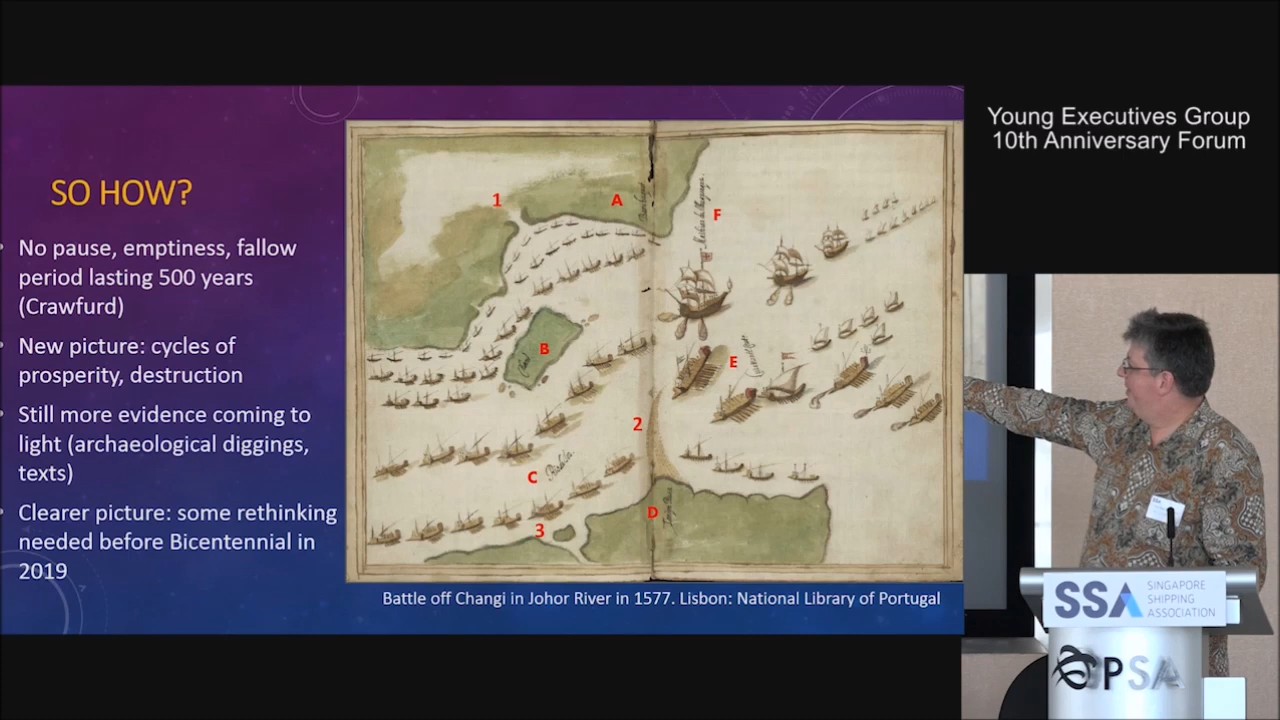 Young Executives Group
10th Anniversary Forum
SO HOW?
No pause, emptiness, fallow
period lasting 500 years
(Crawfurd)
New picture: cycles of
prosperity, destruction
Still more evidence coming to
light (archaeological diggings,
texts)
Clearer picture: some rethinking
needed before Bicentennial in
2019
1
A
F
B
E
2
C
D
3
Battle off Changi in Johor River in 1577. Lisbon: National Library of Portugal
SSA SINGAPORE
SHIPPING
ASSOCIATION
PSA